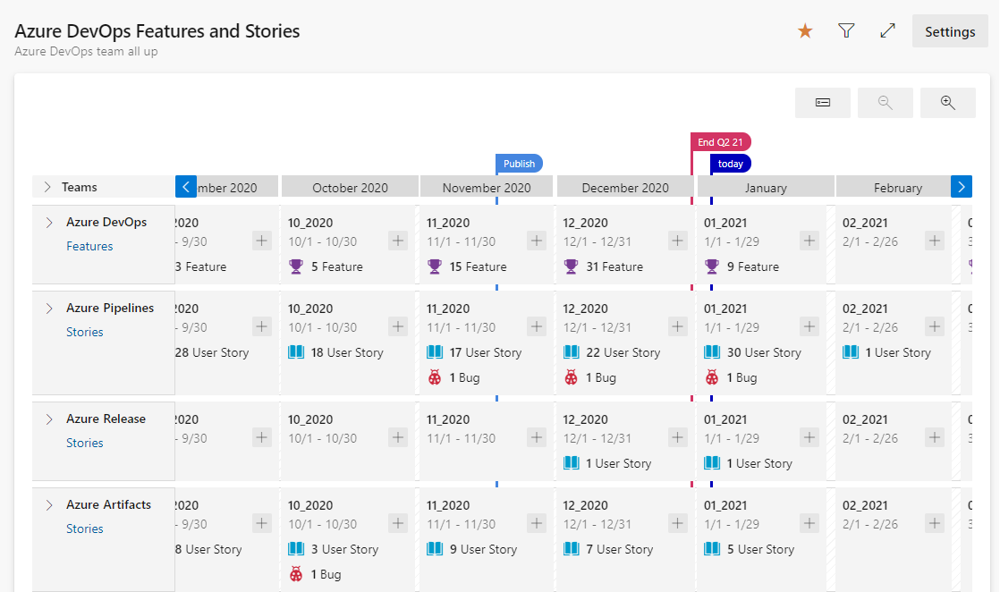 Azure DevOps Features and Stories
Azure DevOps team all up
Settings
End Q2 21
Publish
today
Teams
mber 2020
October 2020
November 2020
December 2020
January
February
Azure DevOps
Features
2020
- 9/30
3 Feature
10_2020
10/1 - 10/30
5 Feature
11_2020
11/1 - 11/30
15 Feature
12_2020
12/1 - 12/31
31 Feature
01_2021
1/1 - 1/29
9 Feature
02_2021
2/1 - 2/26
Azure Pipelines
Stories
2020
- 9/30
28 User Story
10_2020
10/1 - 10/30
18 User Story
11_2020
11/1 - 11/30
17 User Story
1 Bug
12_2020
12/1 - 12/31
22 User Story
1 Bug
01_2021
1/1 - 1/29
30 User Story
1 Bug
02_2021
2/1 - 2/26
1 User Story
Azure Release
Stories
2020
- 9/30
10_2020
10/1 - 10/30
11_2020
11/1 - 11/30
12_2020
12/1 - 12/31
1 User Story
01_2021
1/1 - 1/29
1 User Story
02_2021
2/1 - 2/26
Azure Artifacts
Stories
2020
- 9/30
8 User Story
10_2020
10/1 - 10/30
3 User Story
1 Bug
11_2020
11/1 - 11/30
9 User Story
12_2020
12/1 - 12/31
7 User Story
01_2021
1/1 - 1/29
5 User Story
02_2021
2/1 - 2/26